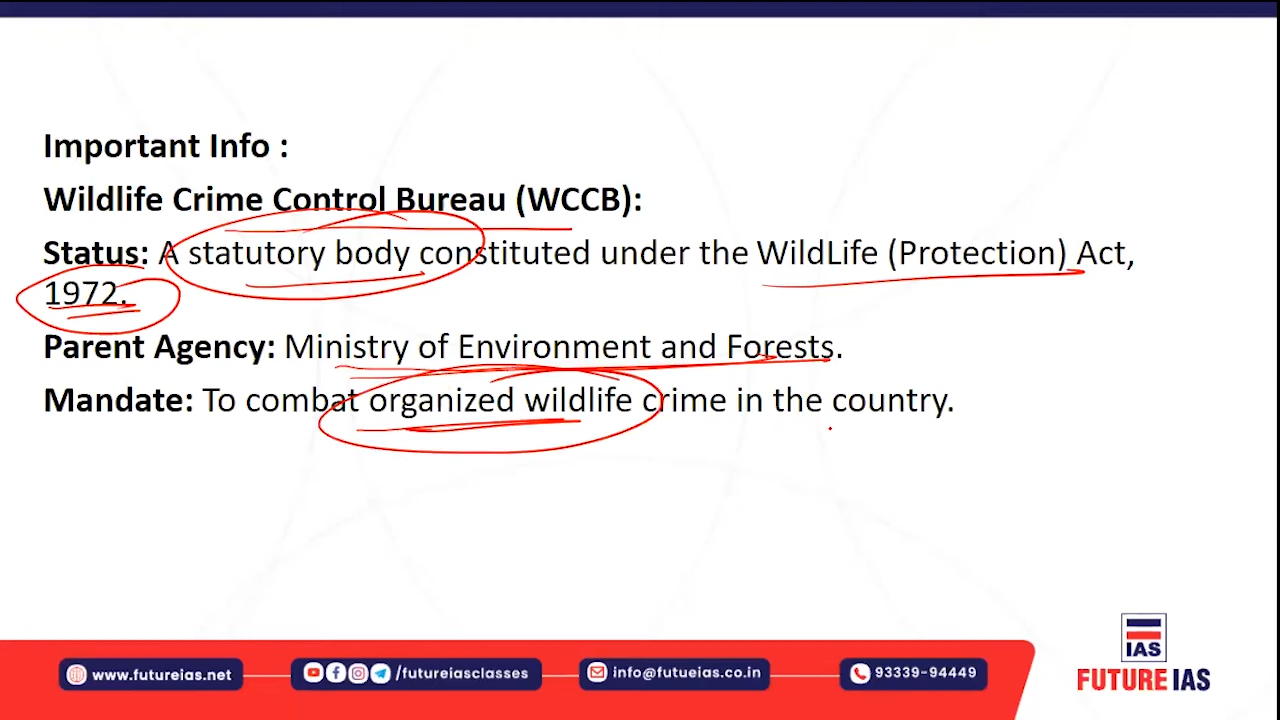 Important Info :
Wildlife Crime Control Bureau (WCCB):
Status: A statutory body constituted under the WildLife (Protection) Act,
1972.
Parent Agency: Ministry of Environment and Forests.
Mandate: To combat organized wildlife crime in the country.
IAS
FUTURE IAS
www.futureias.net
/futureiasclasses
info@futueias.co.in
93339-94449